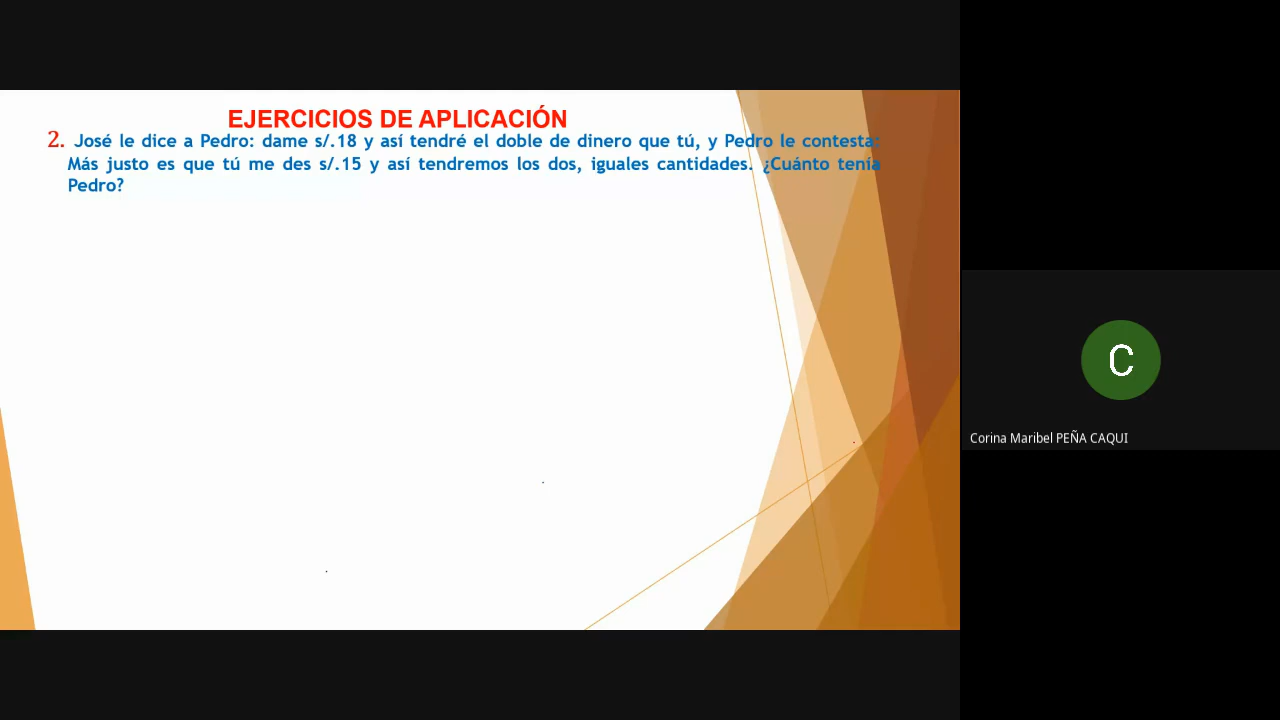 EJERCICIOS DE APLICACIÓN
2. José le dice a Pedro: dame s/.18 y así tendré el doble de dinero que tú, y Pedro le contesta:
Más justo es que tú me des s/.15 y así tendremos los dos, iguales cantidades. ¿Cuánto tenía
Pedro?
C
Corina Maribel PEÑA CAQUI